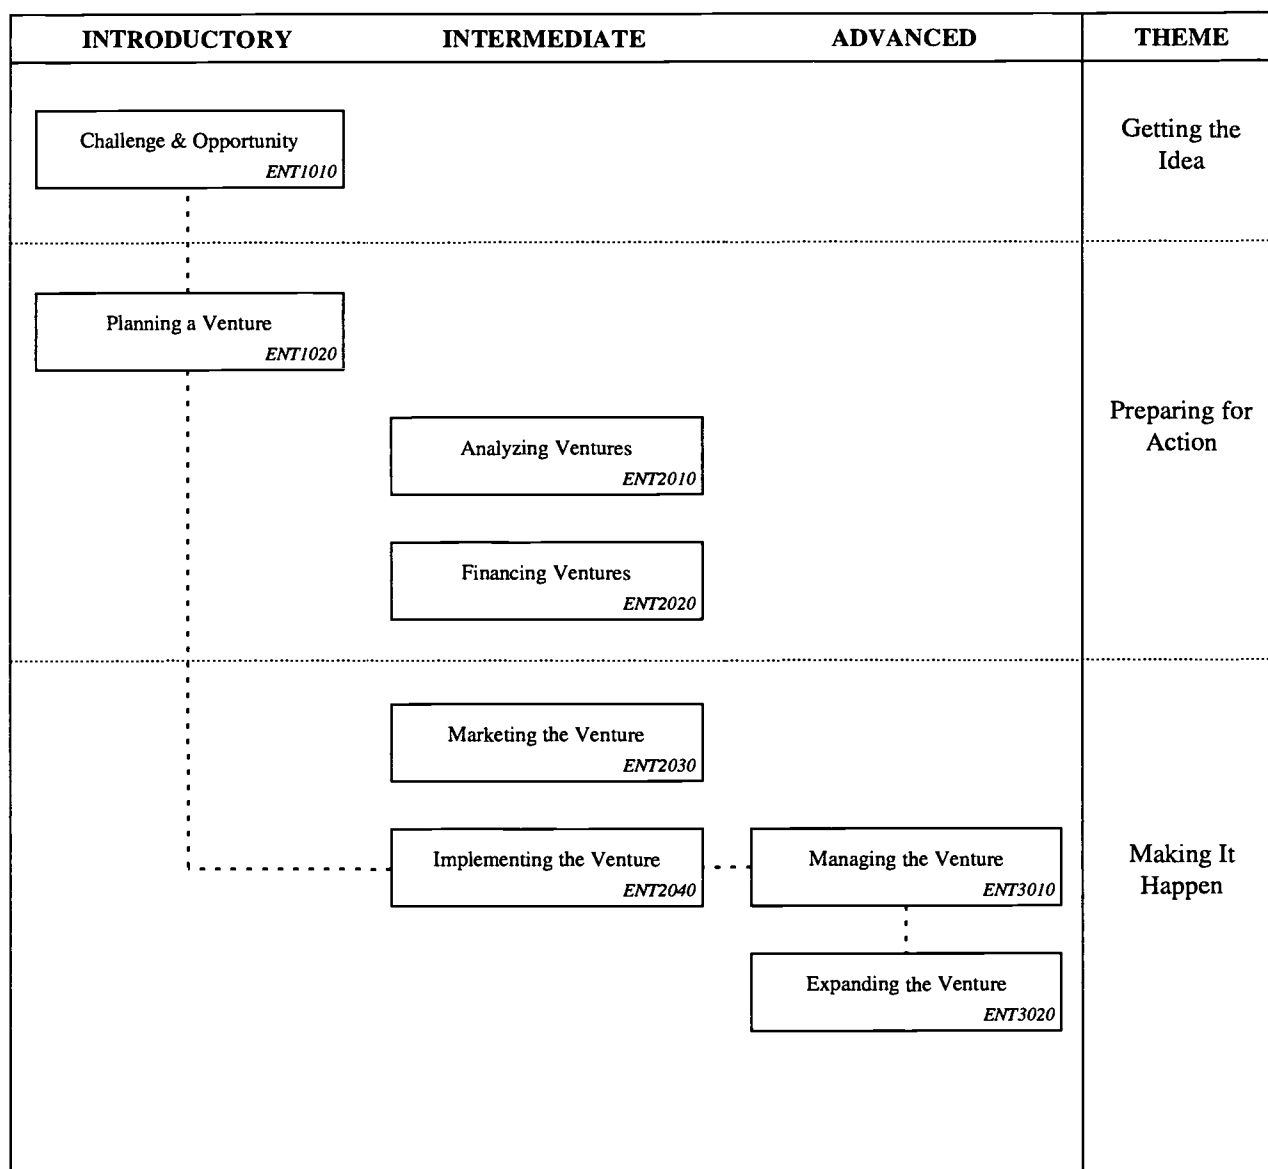 INTRODUCTORY INTERMEDIATE ADVANCED THEME
Challenge & Opportunity
ENT1010
Getting the
Idea
Planning a Venture
ENT1020
Analyzing Ventures
ENT2010
Financing Ventures
ENT2020
Preparing for
Action
Marketing the Venture
ENT2030
Implementing the Venture
ENT2040
Managing the Venture
ENT3010
Expanding the Venture
ENT3020
Making It
Happen